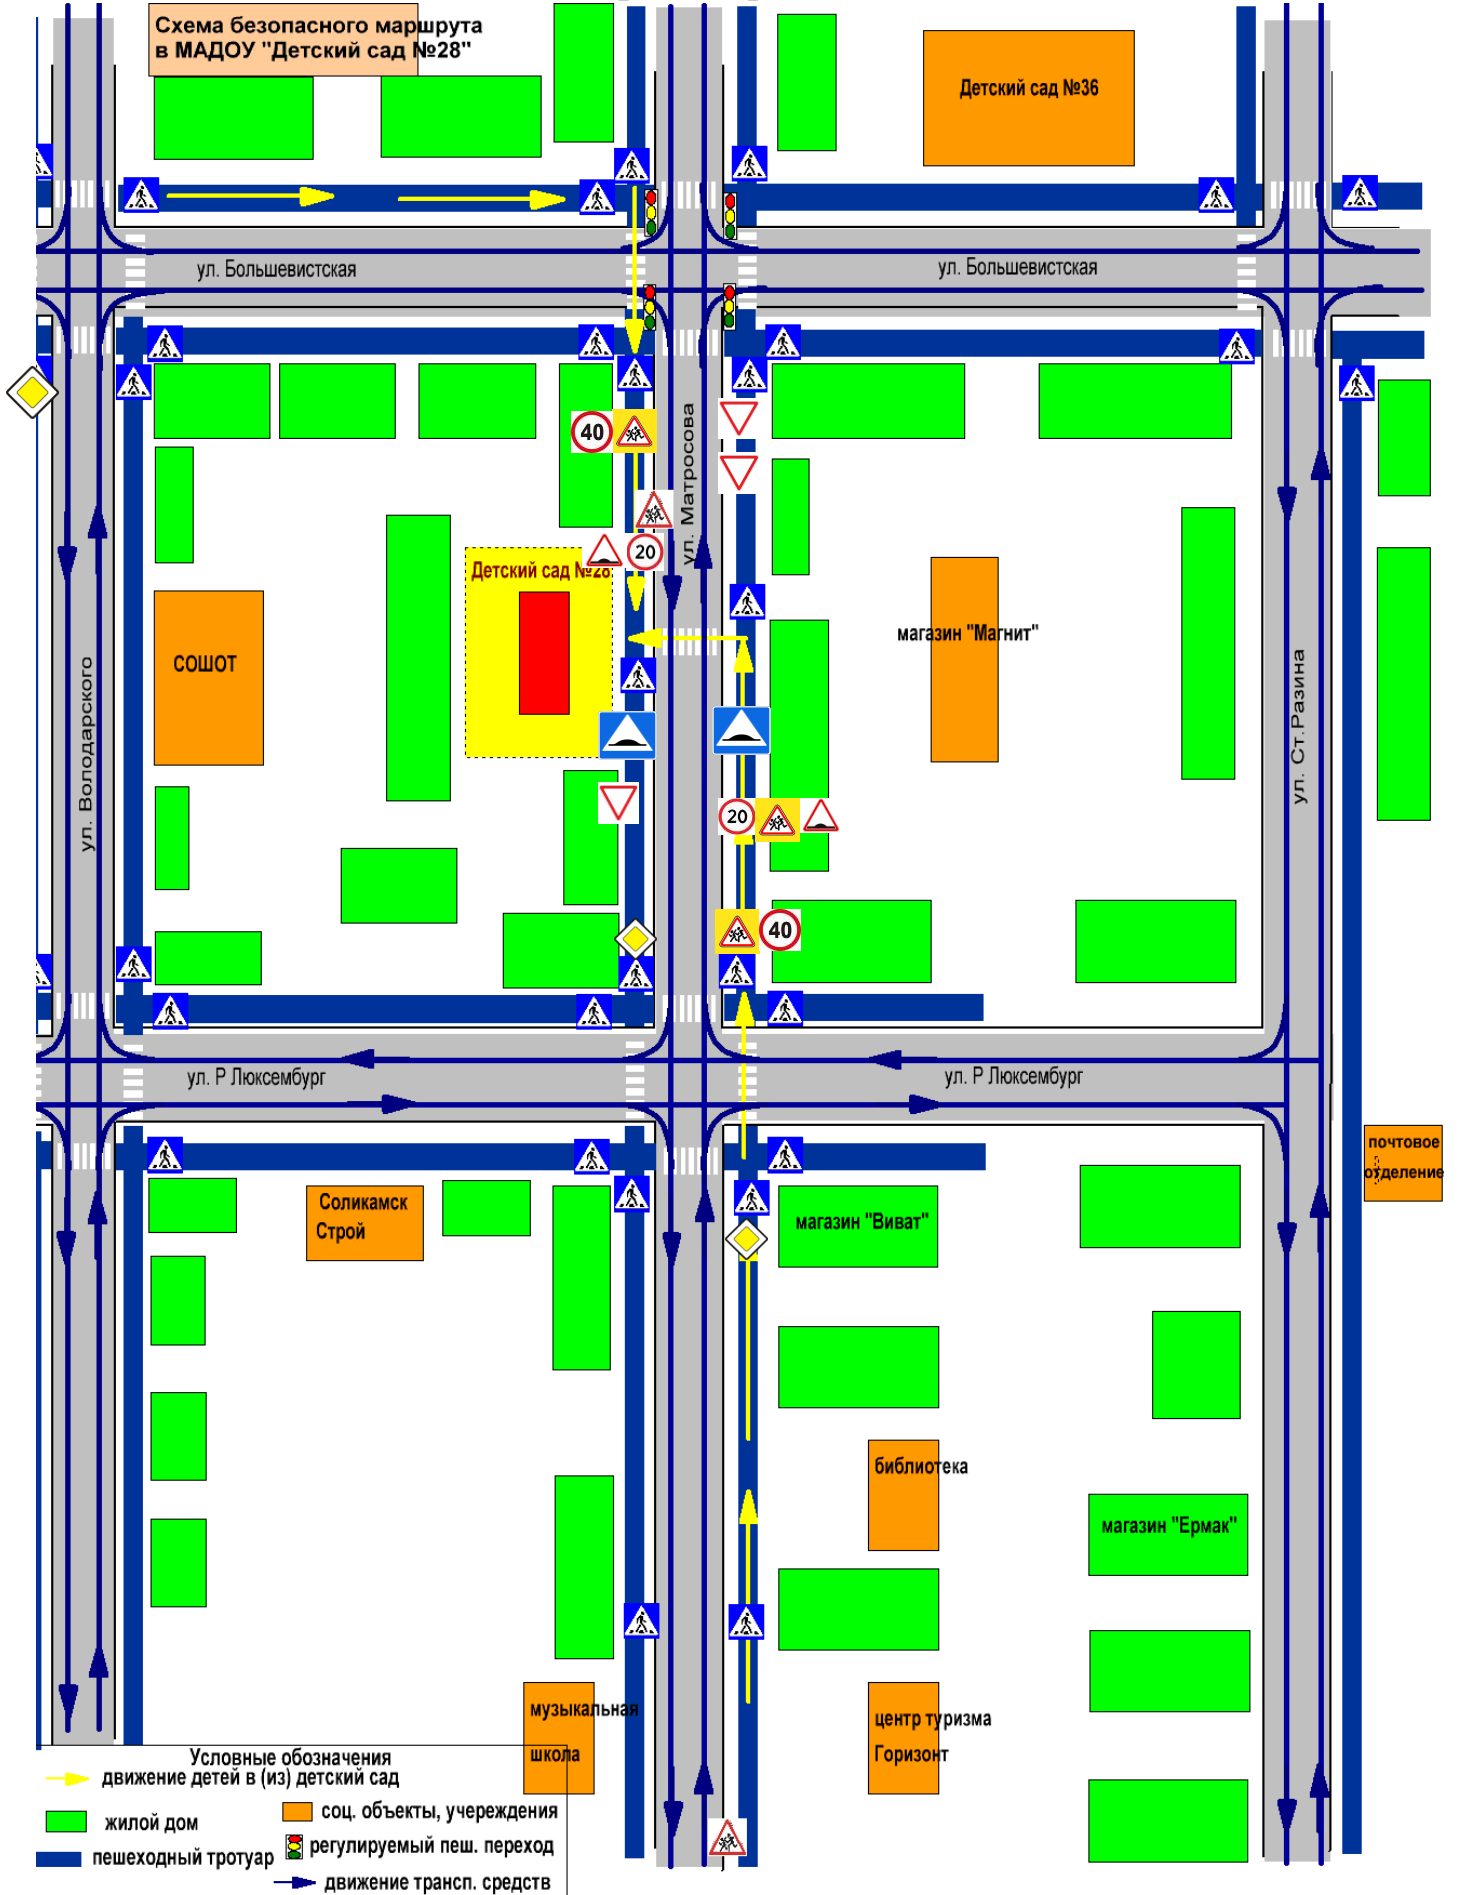 Схема безопасного маршрута
в МАДОУ "Детский сад №28"
Детский сад №36
ул. Большевистская
ул. Большевистская
40
ул. Матросова
20
Детский сад №28
магазин "Магнит"
СОШОТ
ул. Володарского
ул. Ст.Разина
20
40
ул. Р Люксембург
ул. Р Люксембург
почтовое
отделение
Соликамск
Строй
магазин "Виват"
библиотека
магазин "Ермак"
музыкальная
школа
центр туризма
Горизонт
Условные обозначения
движение детей в (из) детский сад
жилой дом
соц. объекты, учереждения
пешеходный тротуар
регулируемый пеш. переход
движение трансп. средств